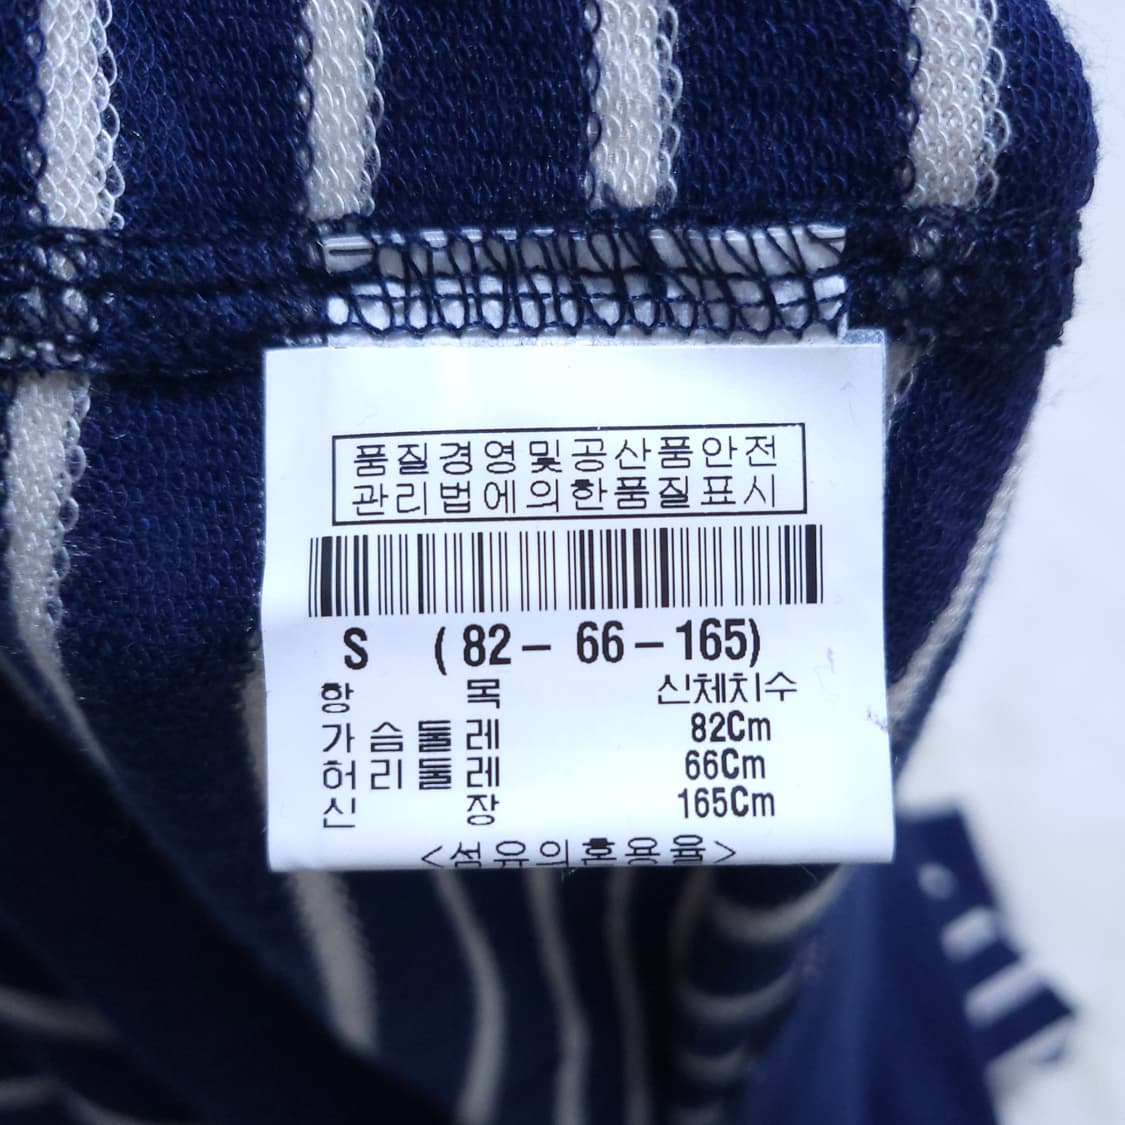 품질경영및공산품안전
관리법에의한품질표시
S ( 82 - 66 - 165)
항 목 신체치수
가슴둘레 82Cm
허리둘레 66Cm
신 장 165Cm
<섬유의혼용율>